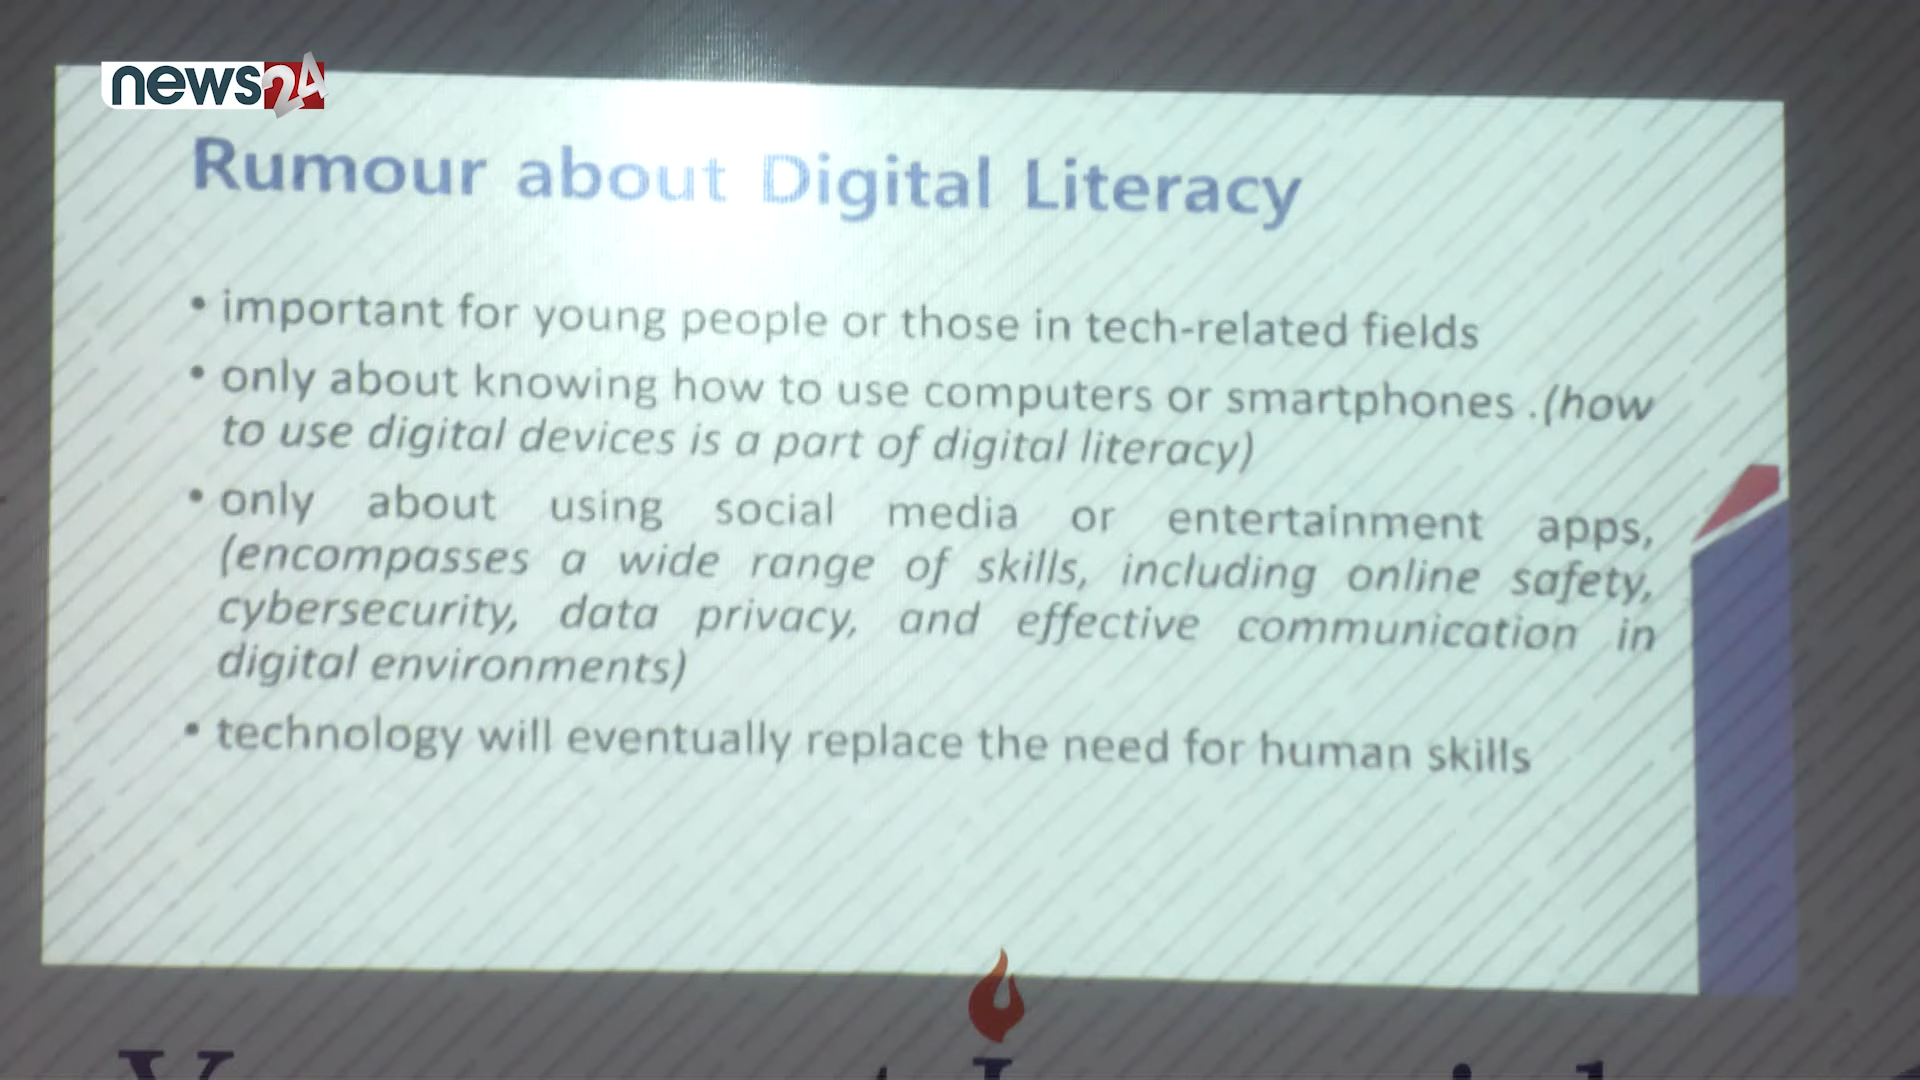 news24
Rumour about Digital Literacy
• important for young people or those in tech-related fields
• only about knowing how to use computers or smartphones .(how
to use digital devices is a part of digital literacy)
• only about using social media or entertainment apps,
(encompasses a wide range of skills, including online safety,
cybersecurity, data privacy, and effective communication in
digital environments)
• technology will eventually replace the need for human skills